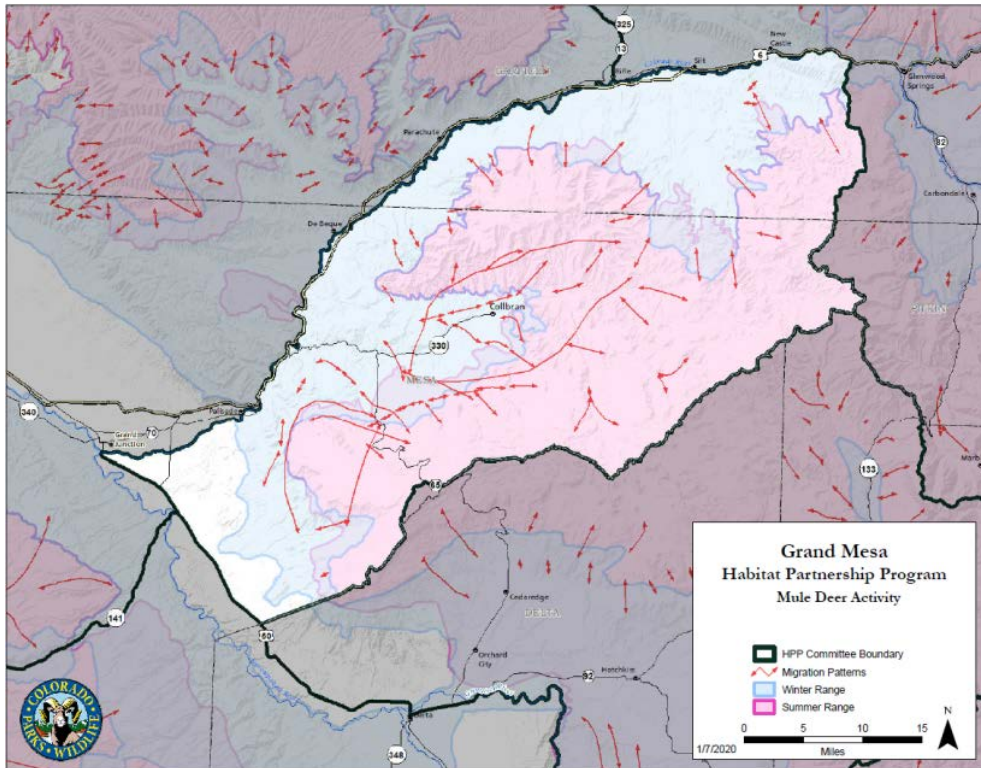 325
13
6
New
Castle
Silt
Rifle
Glenwood
Springs
82
Parachute
Carbondale
De Beque
Collbran
330
MESA
340
Palisade
70
Grand
Junction
65
133
141
Cedaredge
DELTA
50
Orchard
City
92
Hotchkiss
Delta
348
COLORADO
PARKS
WILDLIFE
Grand Mesa
Habitat Partnership Program
Mule Deer Activity
HPP Committee Boundary
Migration Patterns
Winter Range
Summer Range
N
0 5 10 15
Miles
1/7/2020